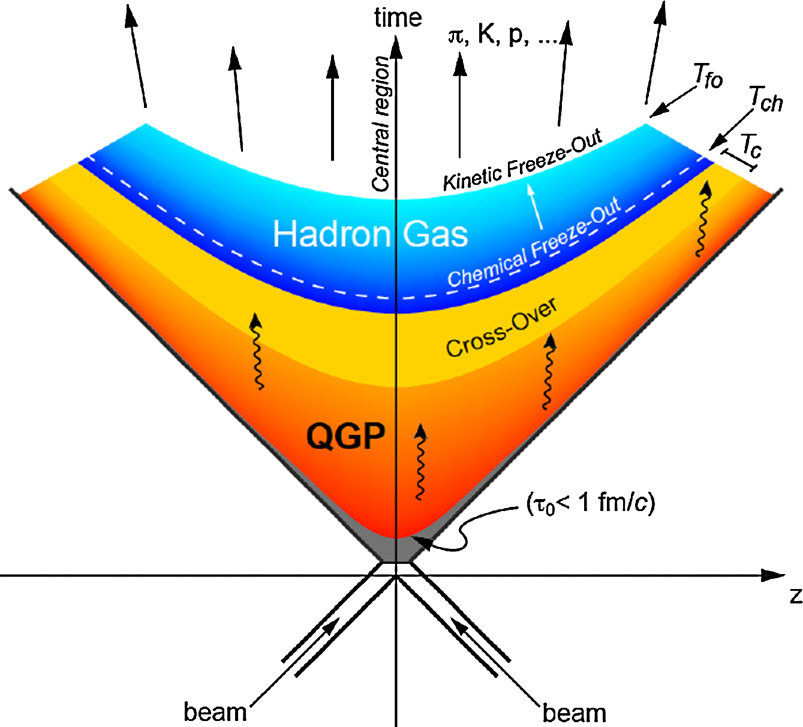 time
π, K, p, ...
Central region
T_fo
T_ch
T_c
Kinetic Freeze-Out
Hadron Gas
Chemical Freeze-Out
Cross-Over
QGP
(τ₀< 1 fm/c)
z
beam
beam